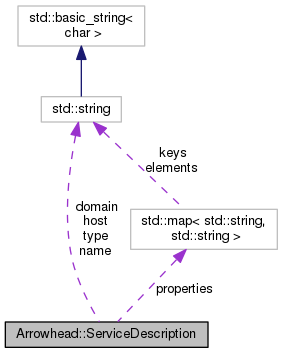 std::basic_string<
char >
std::string
keys
elements
domain
host
type
name
std::map< std::string,
std::string >
properties
Arrowhead::ServiceDescription